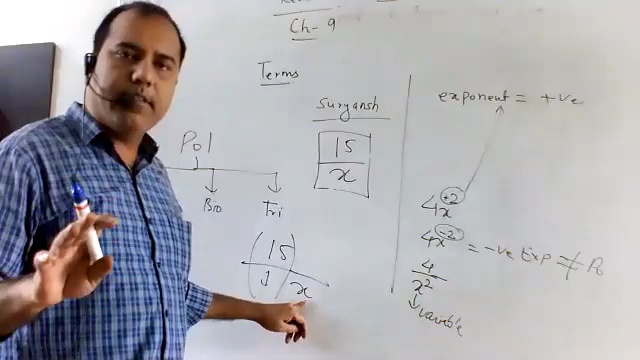 Ch-9
Terms
Suryansh
15
x
Pol
Bio
Tri
15
1
x
exponent = +ve
4x^+2
4x^-2 = -ve Exp ≠ Po
4
x^2
variable